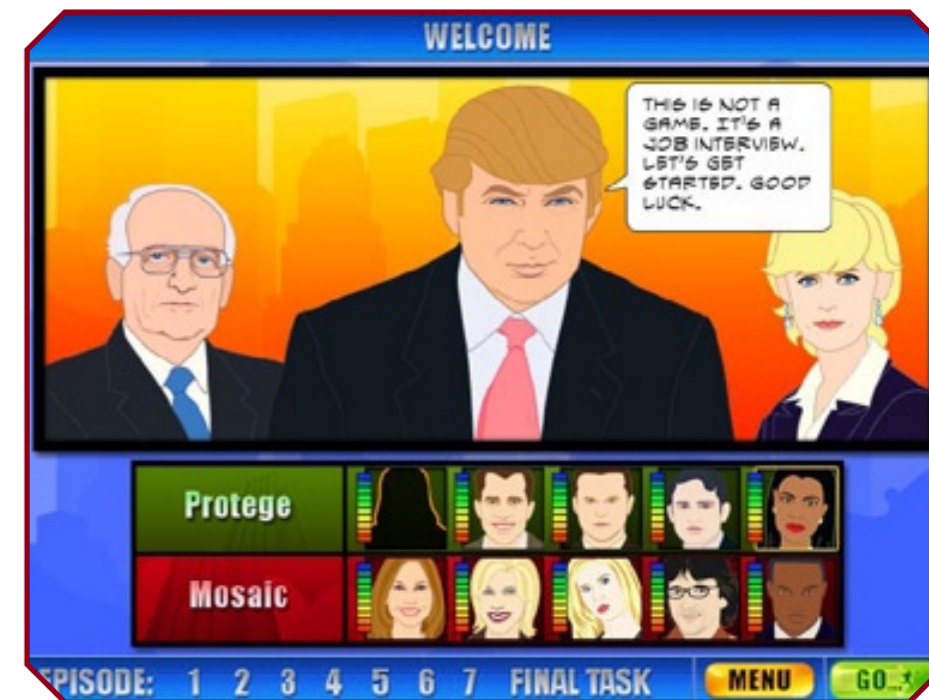 WELCOME
THIS IS NOT A
GAME. IT'S A
JOB INTERVIEW.
LET'S GET
STARTED. GOOD
LUCK.
Protege
Mosaic
EPISODE: 1 2 3 4 5 6 7 FINAL TASK MENU GO...